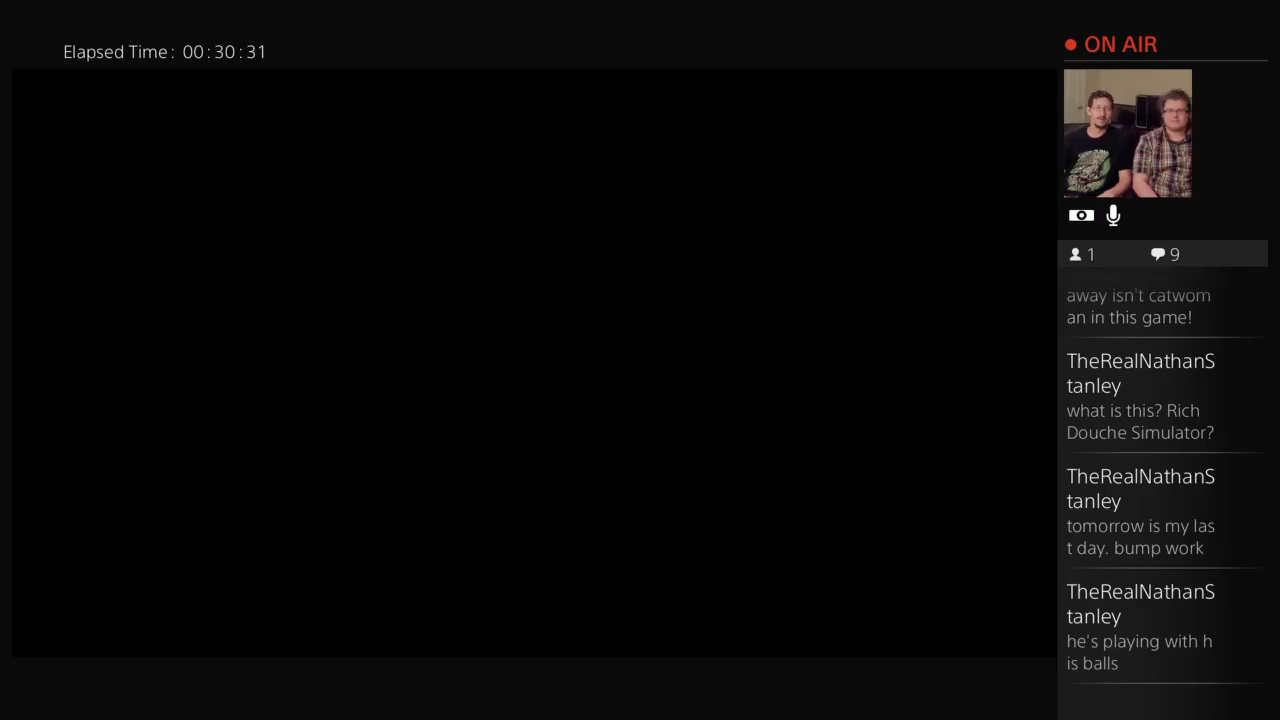 Elapsed Time: 00:30:31
ON AIR
1
9
away isn't catwom
an in this game!
TheRealNathanS
tanley
what is this? Rich
Douche Simulator?
TheRealNathanS
tanley
tomorrow is my las
t day. bump work
TheRealNathanS
tanley
he's playing with h
is balls